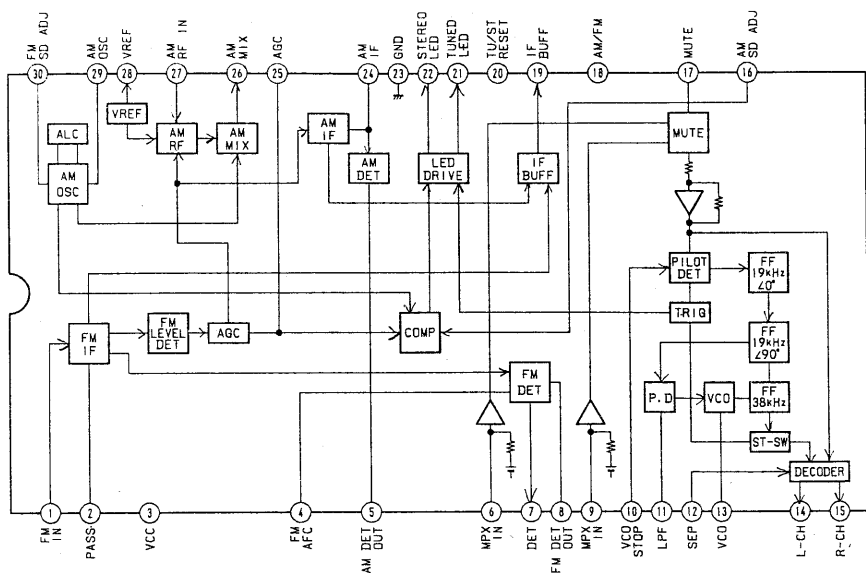 FM SD ADJ
AM OSC
VREF
AM RF IN
AM MIX
AGC
AM IF
GND
STEREO LED
TUNED LED
TU/ST RESET
IF BUFF
AM/FM
MUTE
AM SD ADJ
30
29
28
27
26
25
24
23
22
21
20
19
18
17
16
VREF
ALC
AM RF
AM MIX
AM IF
MUTE
AM OSC
AM DET
LED DRIVE
IF BUFF
PILOT DET
FF 19kHz ∠0°
TRIG
FM IF
FM LEVEL DET
AGC
COMP
FF 19kHz ∠90°
FM DET
P.D
VCO
FF 38kHz
ST-SW
DECODER
1
2
3
4
5
6
7
8
9
10
11
12
13
14
15
FM IN
PASS
VCC
FM AFC
AM DET OUT
MPX IN
DET
FM DET OUT
MPX IN
VCO STOP
LPF
SEP
VCO
L-CH
R-CH